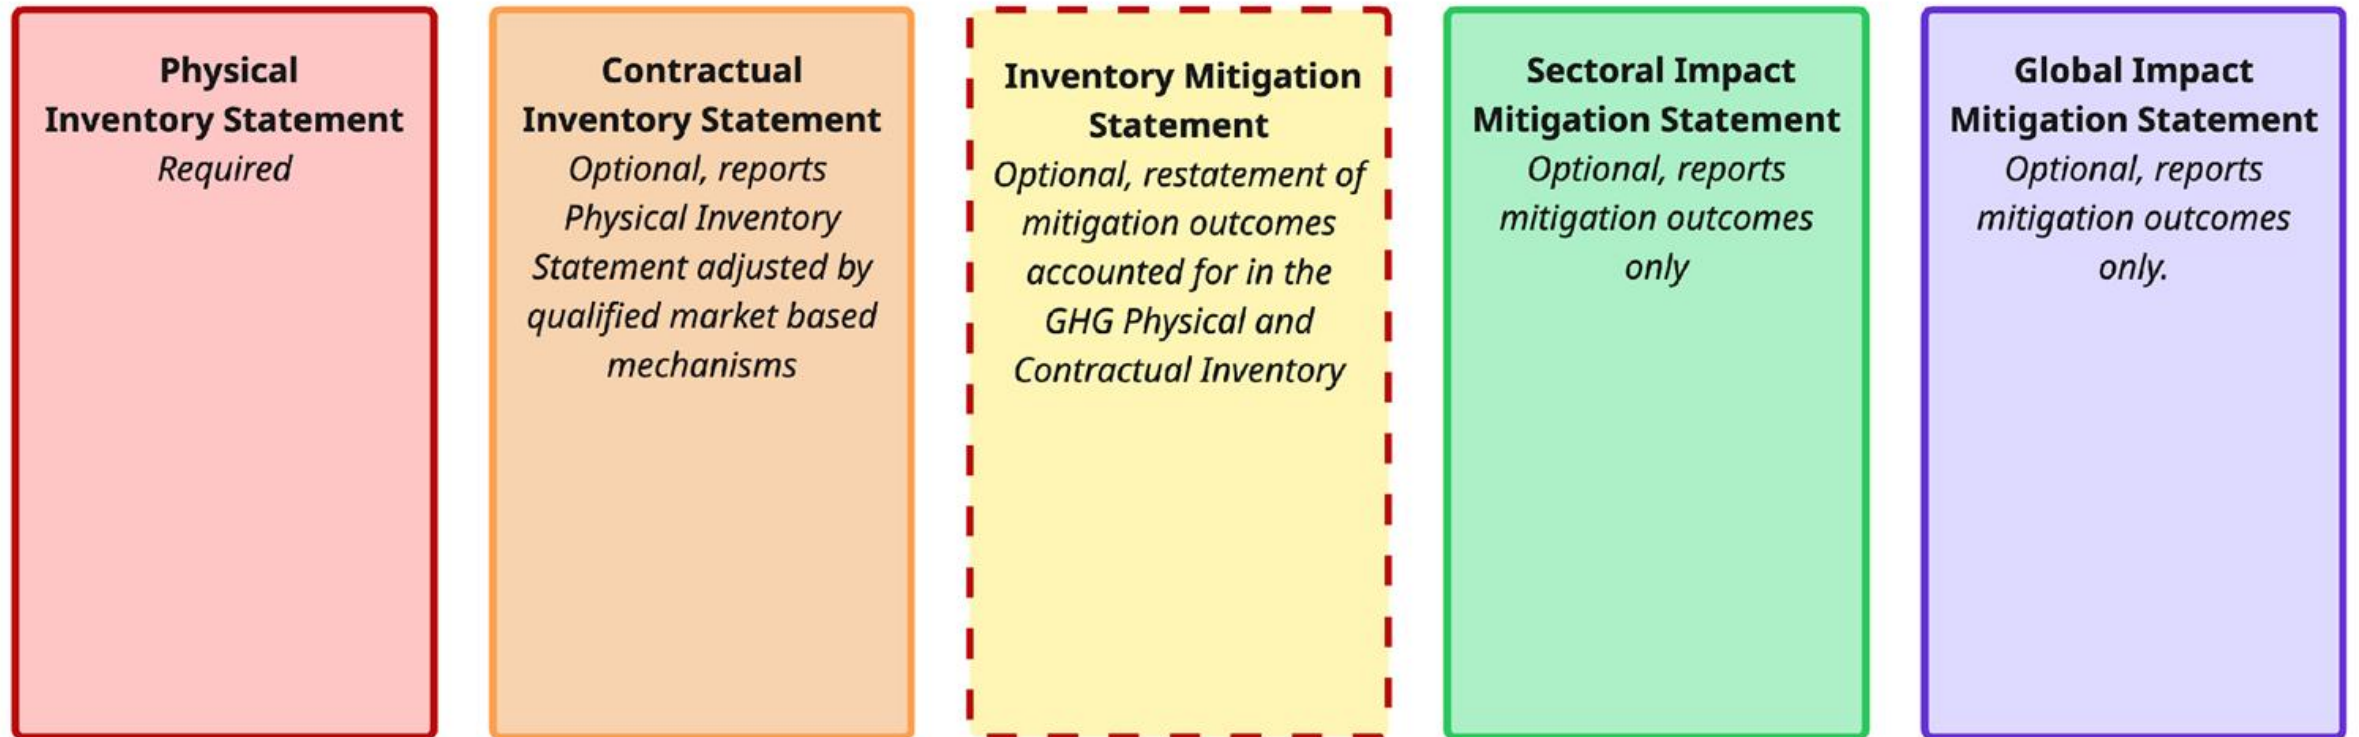 Physical
Inventory Statement
Required
Contractual
Inventory Statement
Optional, reports
Physical Inventory
Statement adjusted by
qualified market based
mechanisms
Inventory Mitigation
Statement
Optional, restatement of
mitigation outcomes
accounted for in the
GHG Physical and
Contractual Inventory
Sectoral Impact
Mitigation Statement
Optional, reports
mitigation outcomes
only
Global Impact
Mitigation Statement
Optional, reports
mitigation outcomes
only.